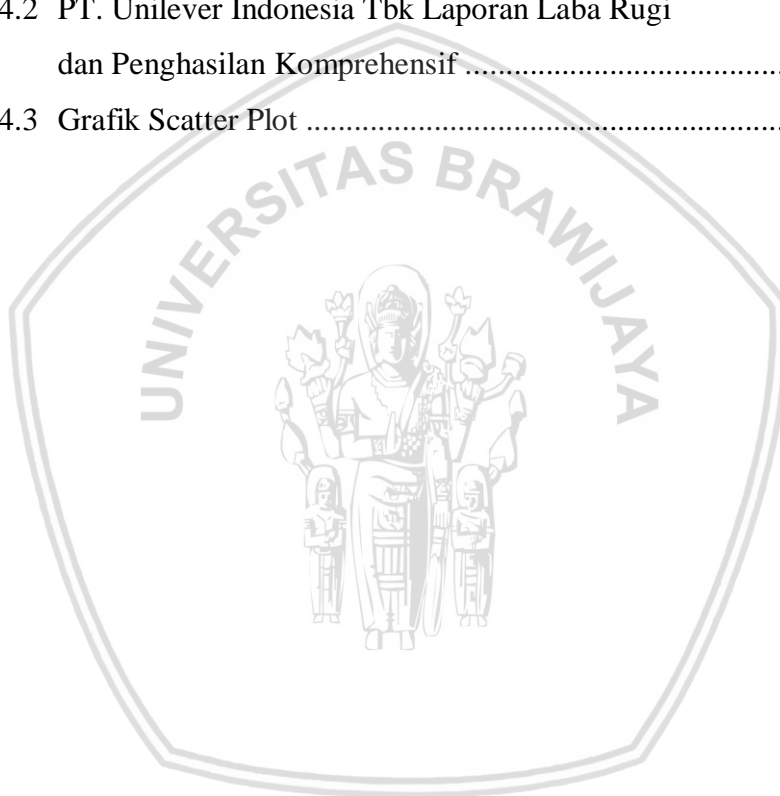 4.2 PT. Unilever Indonesia Tbk Laporan Laba Rugi
dan Penghasilan Komprehensif ........................................
4.3 Grafik Scatter Plot ................................................................
UNIVERSITAS BRAWIJAYA